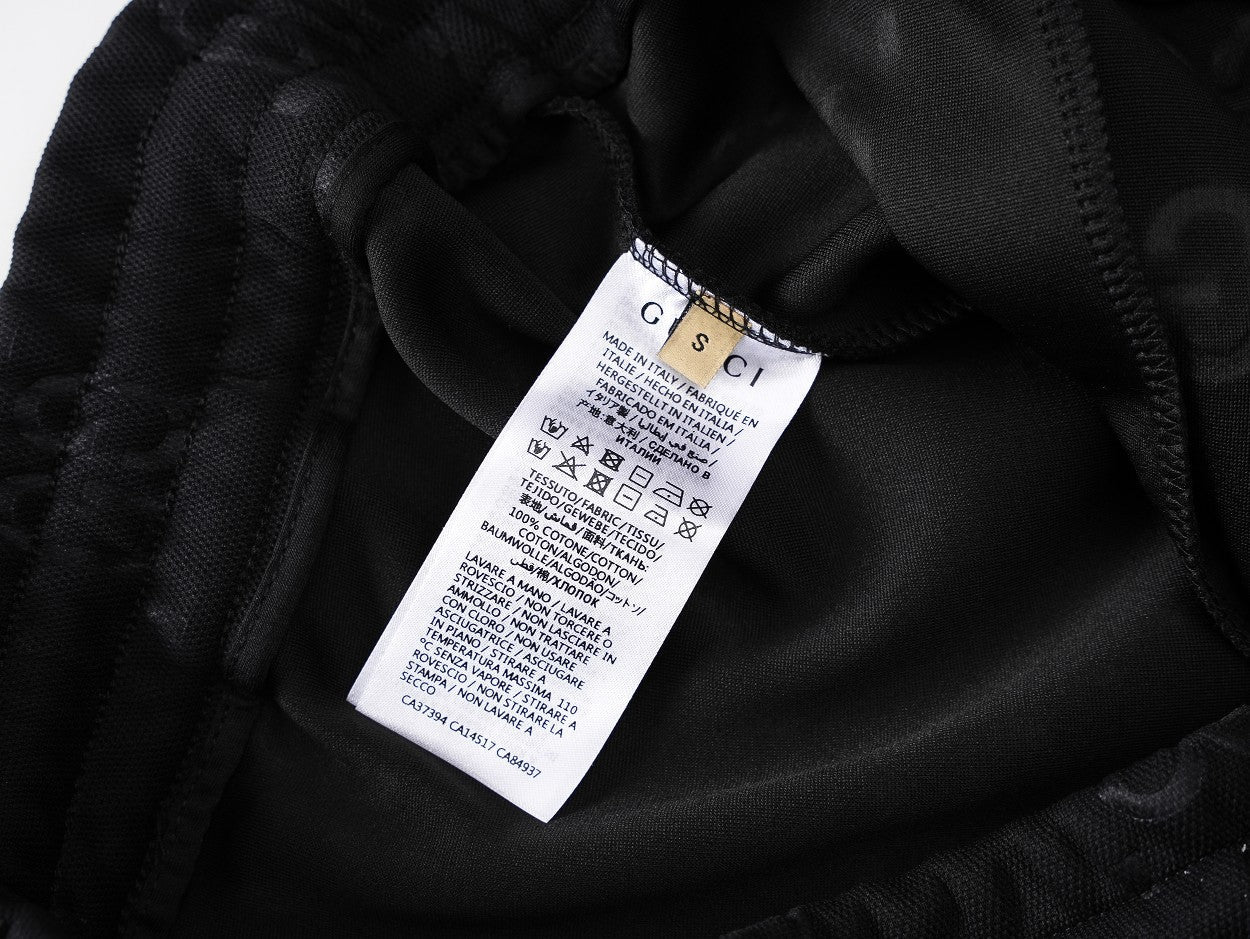 G CCI
S
MADE IN ITALY / FABRIQUÉ EN
ITALIE / HECHO EN ITALIA /
HERGESTELLT IN ITALIEN /
FABRICADO EM ITÁLIA /
イタリア製 / صنع في إيطاليا /
产地:意大利 / СДЕЛАНО В
ИТАЛИИ
TESSUTO/FABRIC/TISSU/
TEJIDO/GEWEBE/TECIDO/
表地/قماش/面料/ТКАНЬ:
100% COTONE/COTTON/
COTON/ALGODON/
BAUMWOLLE/ALGODÃO/コットン/
قطن/棉/ХЛОПОК
LAVARE A MANO / LAVARE A
ROVESCIO / NON TORCERE O
STRIZZARE / NON LASCIARE IN
AMMOLLO / NON TRATTARE
CON CLORO / NON USARE
ASCIUGATRICE / ASCIUGARE
IN PIANO / STIRARE A
TEMPERATURA MASSIMA 110
°C SENZA VAPORE / STIRARE A
ROVESCIO / NON STIRARE LA
STAMPA / NON LAVARE A
SECCO
CA37394 CA14517 CA84937